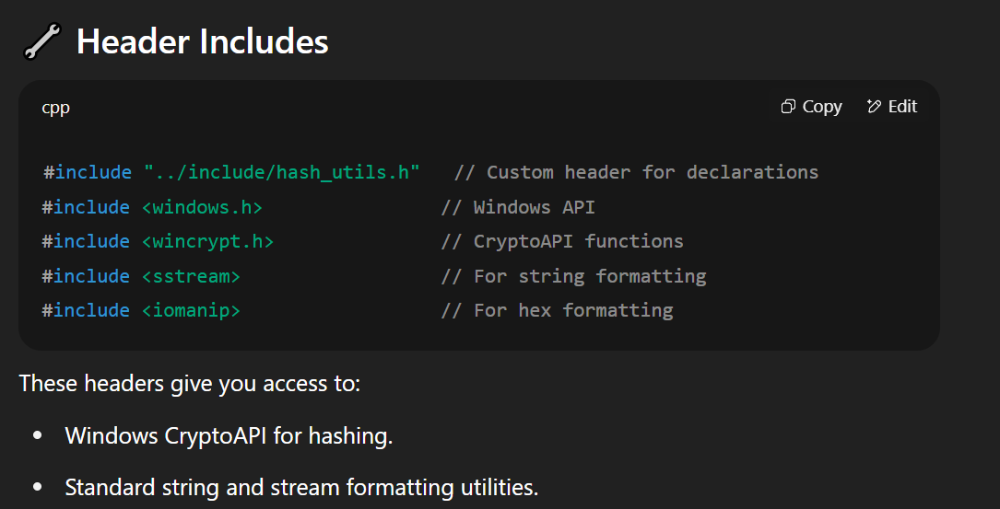 Header Includes
cpp
Copy
Edit
#include "../include/hash_utils.h"   // Custom header for declarations
#include <windows.h>                // Windows API
#include <wincrypt.h>               // CryptoAPI functions
#include <sstream>                  // For string formatting
#include <iomanip>                  // For hex formatting
These headers give you access to:
• Windows CryptoAPI for hashing.
• Standard string and stream formatting utilities.